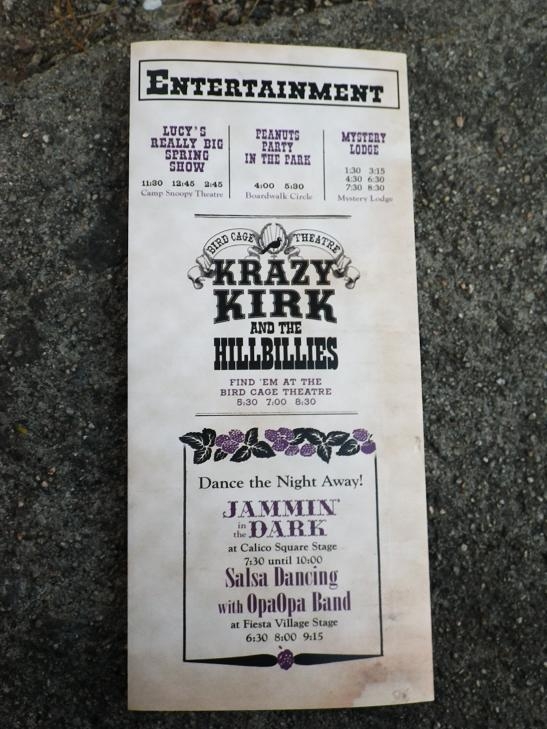 ENTERTAINMENT
LUCY'S
REALLY BIG
SPRING
SHOW
11:30 12:45 2:45
Camp Snoopy Theatre
PEANUTS
PARTY
IN THE PARK
4:00 5:30
Boardwalk Circle
MYSTERY
LODGE
1:30 3:15
4:30 6:30
7:30 8:30
Mystery Lodge
BIRD CAGE THEATRE
KRAZY
KIRK
AND THE
HILLBILLIES
FIND 'EM AT THE
BIRD CAGE THEATRE
5:30 7:00 8:30
Dance the Night Away!
JAMMIN'
in the DARK
at Calico Square Stage
7:30 until 10:00
Salsa Dancing
with OpaOpa Band
at Fiesta Village Stage
6:30 8:00 9:15